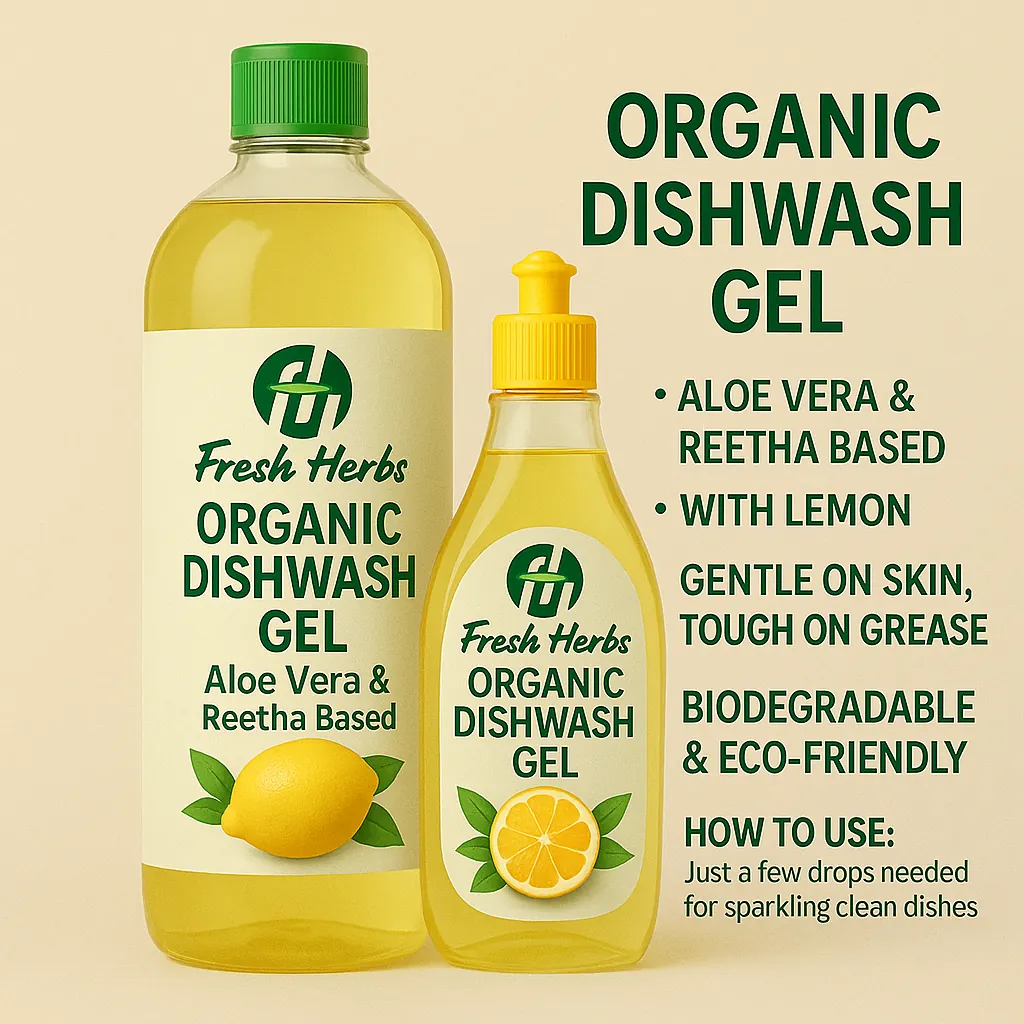 Fresh Herbs
ORGANIC
DISHWASH
GEL
Aloe Vera &
Reetha Based
Fresh Herbs
ORGANIC
DISHWASH
GEL
ORGANIC
DISHWASH
GEL
• ALOE VERA &
REETHA BASED
• WITH LEMON
GENTLE ON SKIN,
TOUGH ON GREASE
BIODEGRADABLE
& ECO-FRIENDLY
HOW TO USE:
Just a few drops needed
for sparkling clean dishes